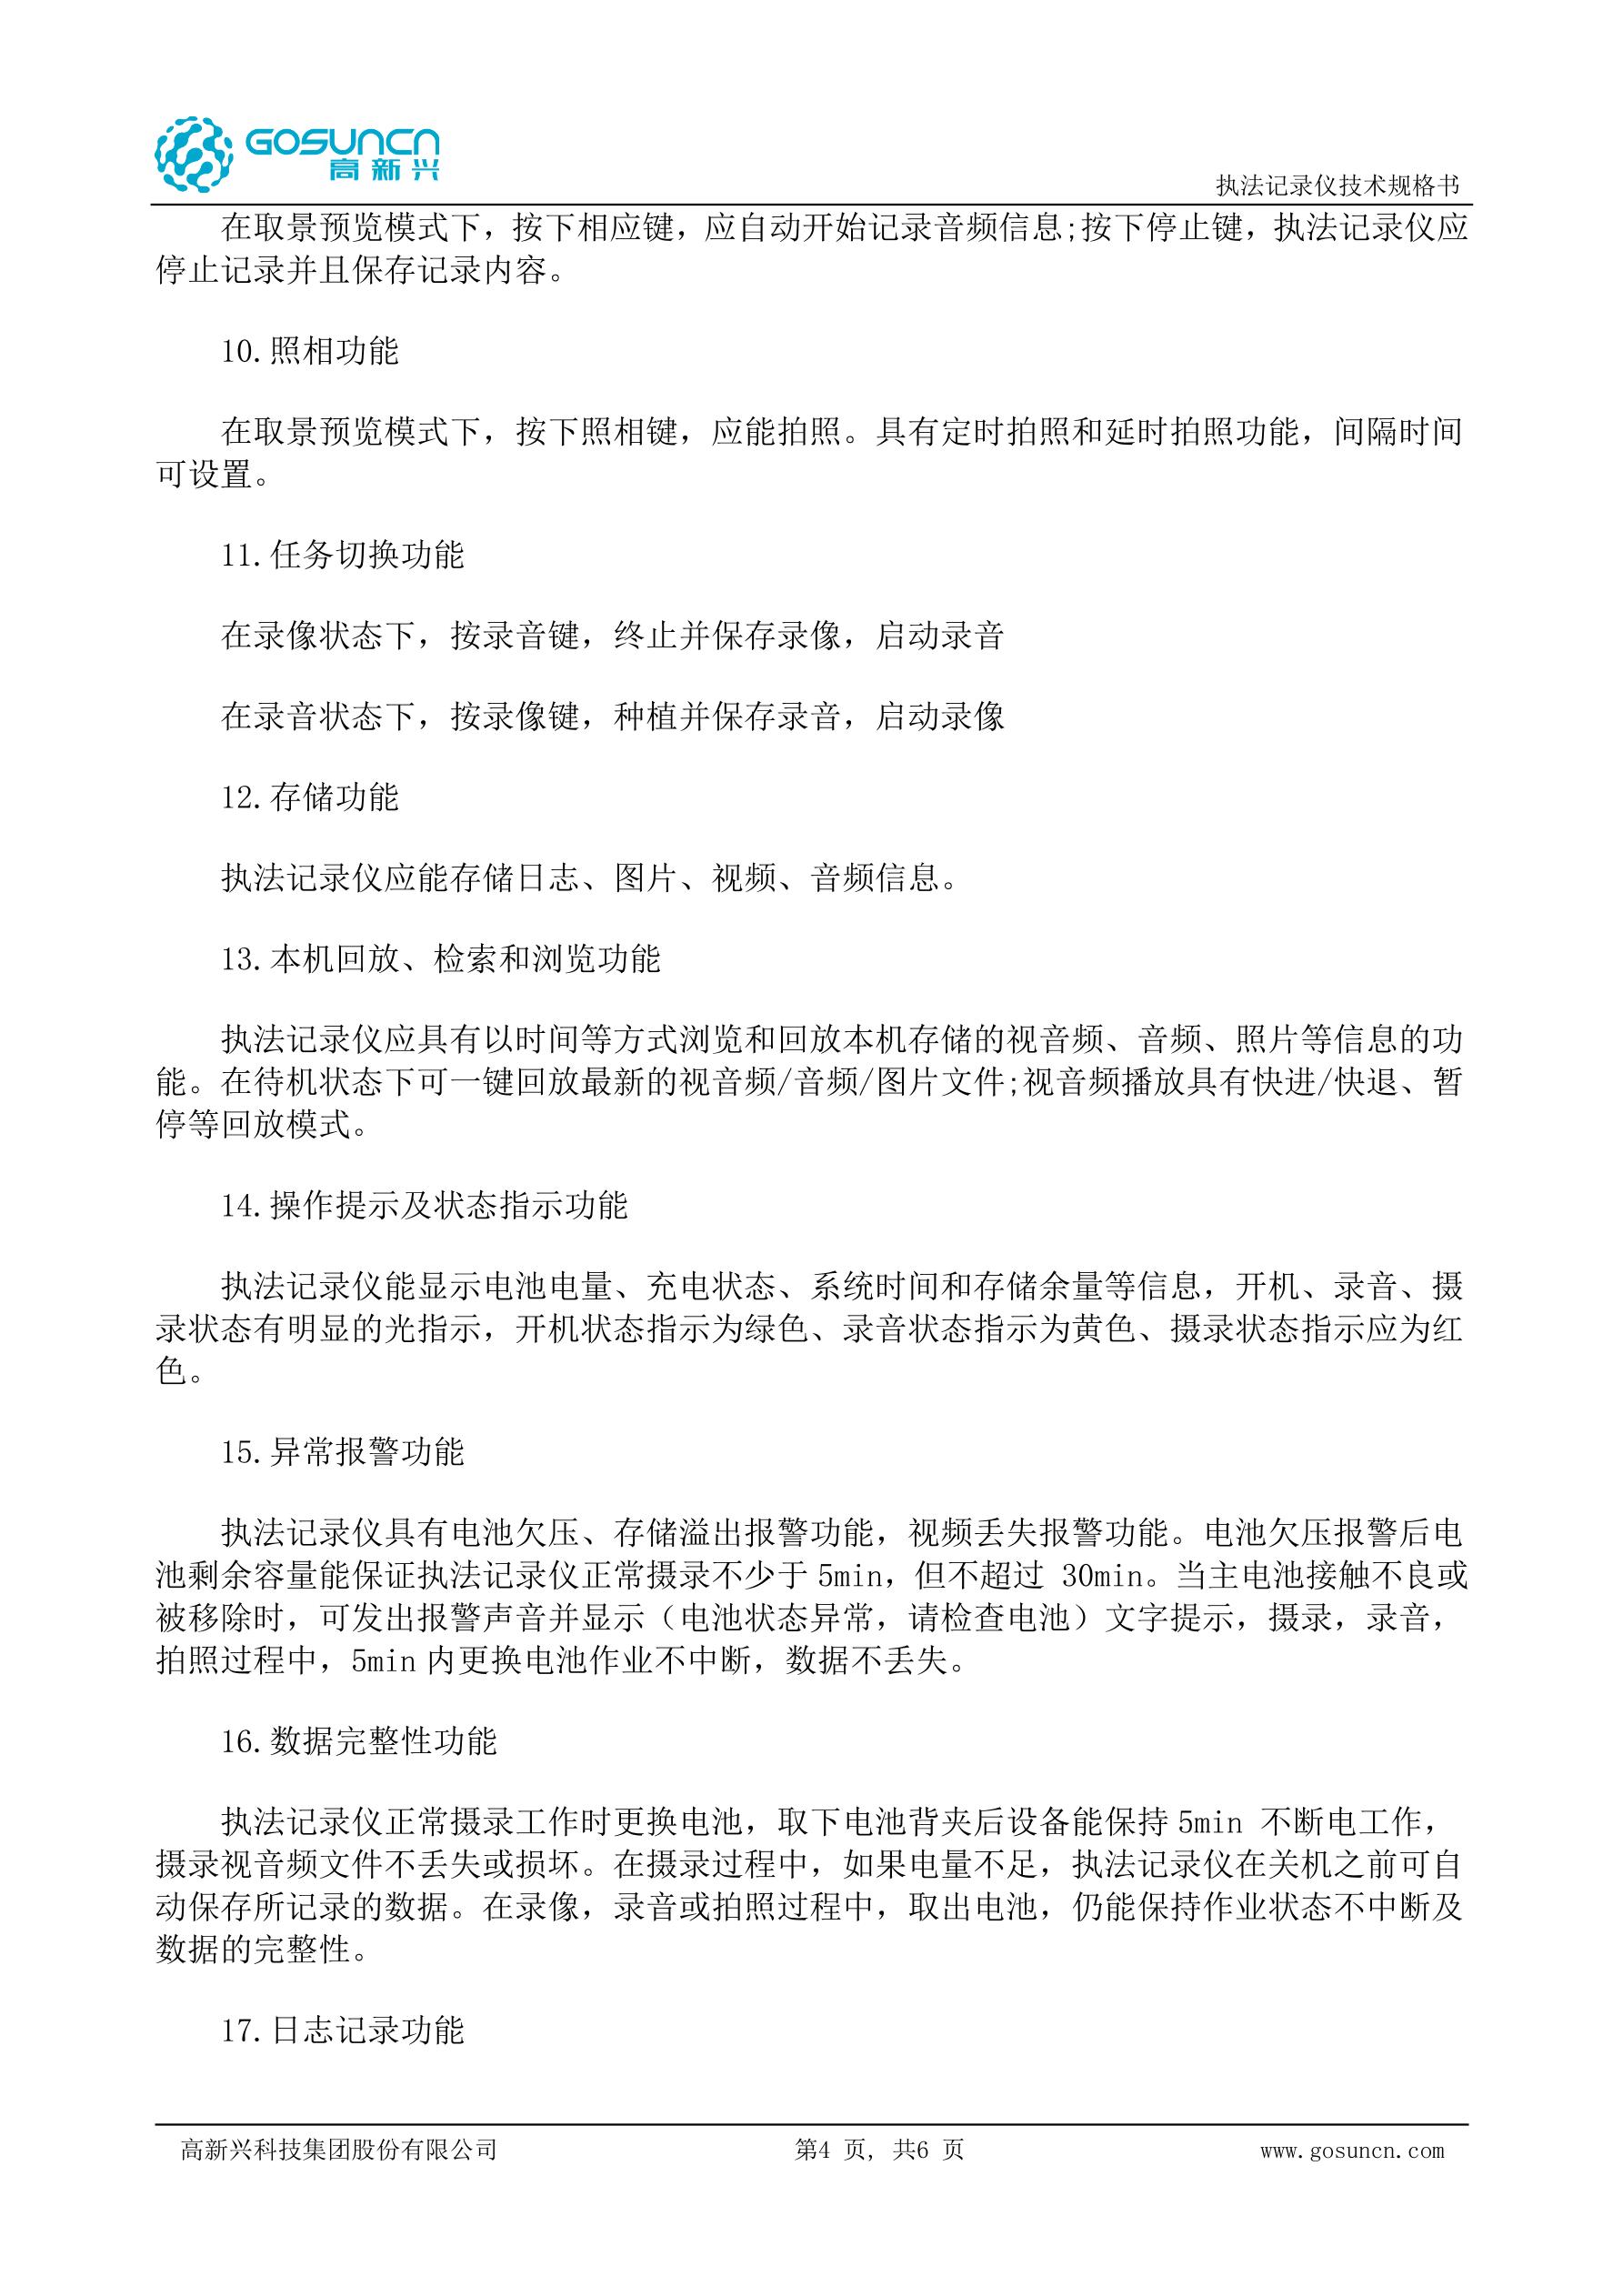 GOSUNCN
高新兴
执法记录仪技术规格书
在取景预览模式下，按下相应键，应自动开始记录音频信息;按下停止键，执法记录仪应
停止记录并且保存记录内容。
10.照相功能
在取景预览模式下，按下照相键，应能拍照。具有定时拍照和延时拍照功能，间隔时间
可设置。
11.任务切换功能
在录像状态下，按录音键，终止并保存录像，启动录音
在录音状态下，按录像键，种植并保存录音，启动录像
12.存储功能
执法记录仪应能存储日志、图片、视频、音频信息。
13.本机回放、检索和浏览功能
执法记录仪应具有以时间等方式浏览和回放本机存储的视音频、音频、照片等信息的功
能。在待机状态下可一键回放最新的视音频/音频/图片文件;视音频播放具有快进/快退、暂
停等回放模式。
14.操作提示及状态指示功能
执法记录仪能显示电池电量、充电状态、系统时间和存储余量等信息，开机、录音、摄
录状态有明显的光指示，开机状态指示为绿色、录音状态指示为黄色、摄录状态指示应为红
色。
15.异常报警功能
执法记录仪具有电池欠压、存储溢出报警功能，视频丢失报警功能。电池欠压报警后电
池剩余容量能保证执法记录仪正常摄录不少于 5min，但不超过 30min。当主电池接触不良或
被移除时，可发出报警声音并显示（电池状态异常，请检查电池）文字提示，摄录，录音，
拍照过程中，5min 内更换电池作业不中断，数据不丢失。
16.数据完整性功能
执法记录仪正常摄录工作时更换电池，取下电池背夹后设备能保持 5min 不断电工作，
摄录视音频文件不丢失或损坏。在摄录过程中，如果电量不足，执法记录仪在关机之前可自
动保存所记录的数据。在录像，录音或拍照过程中，取出电池，仍能保持作业状态不中断及
数据的完整性。
17.日志记录功能
高新兴科技集团股份有限公司 第4 页, 共6 页 www.gosuncn.com